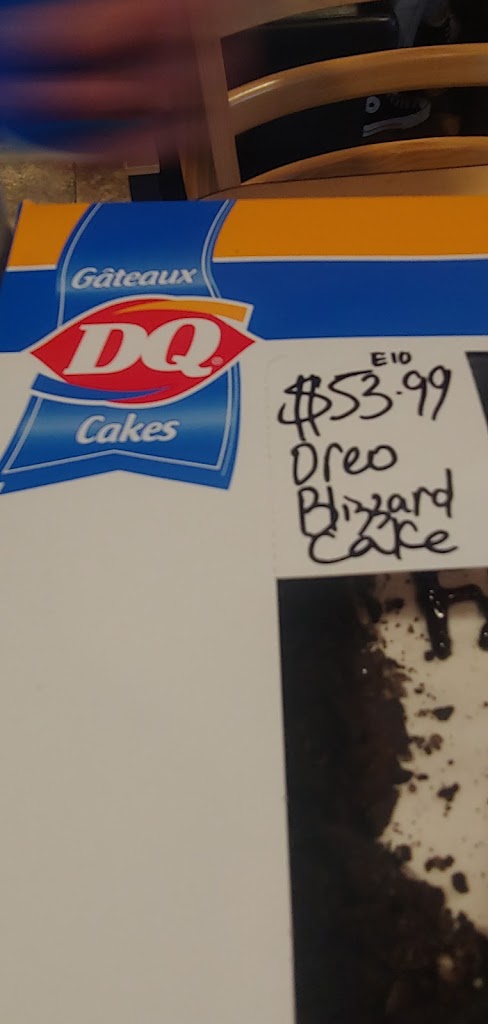 Gâteaux
DQ®
Cakes
E10
$53.99
Oreo
Blizzard
Cake